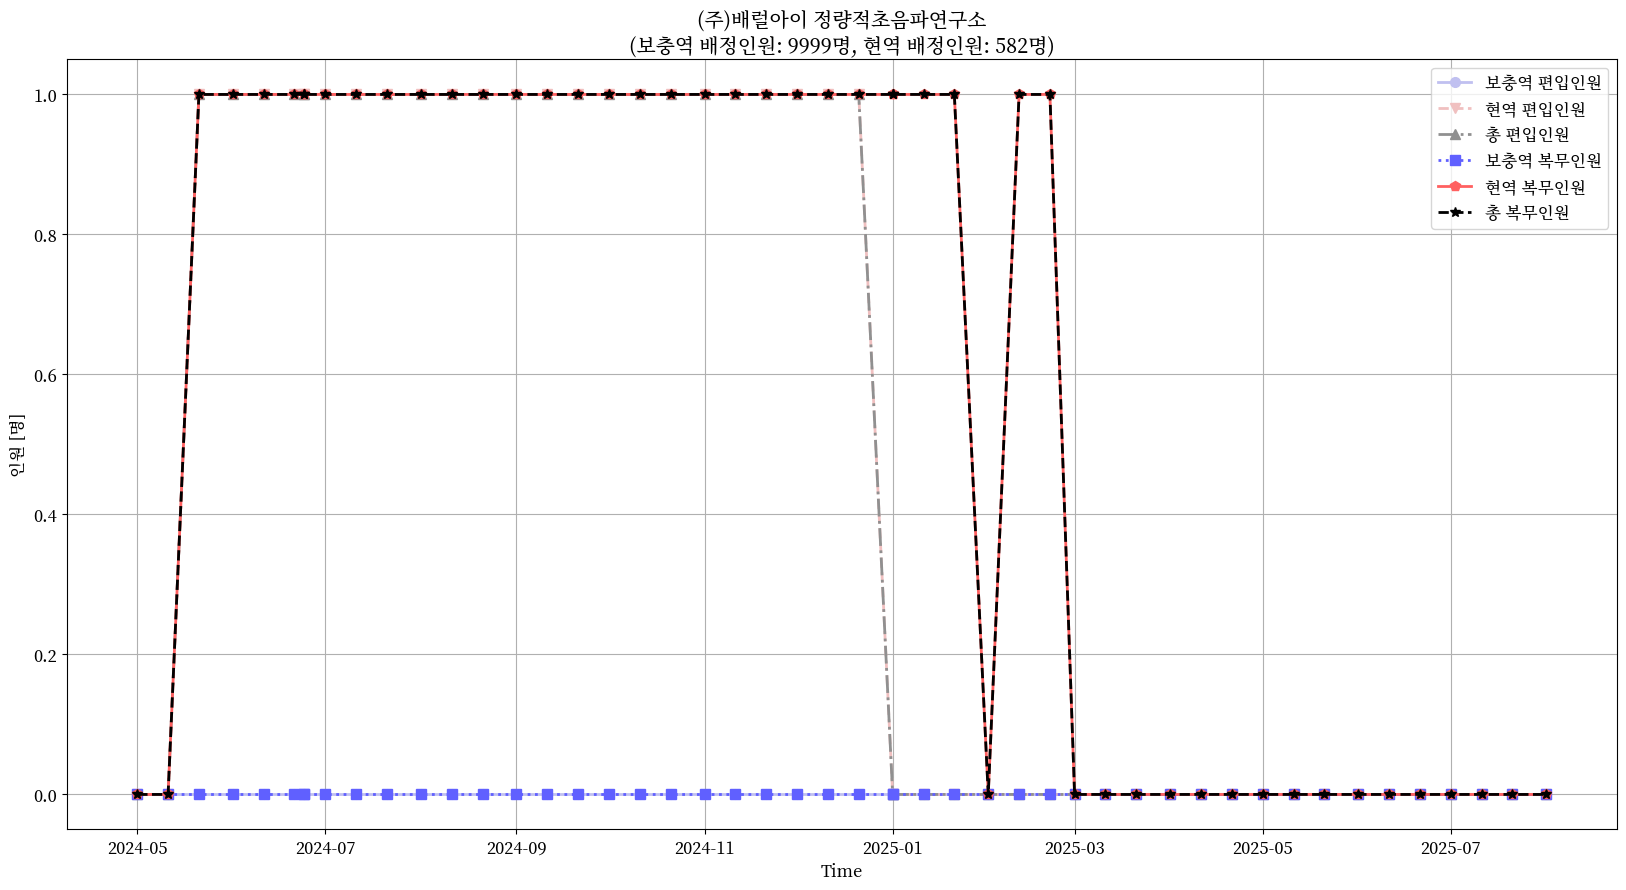 (주)배럴아이 정량적초음파연구소
(보충역 배정인원: 9999명, 현역 배정인원: 582명)
보충역 편입인원
현역 편입인원
총 편입인원
보충역 복무인원
현역 복무인원
총 복무인원
인원 [명]
1.0
0.8
0.6
0.4
0.2
0.0
2024-05
2024-07
2024-09
2024-11
2025-01
2025-03
2025-05
2025-07
Time